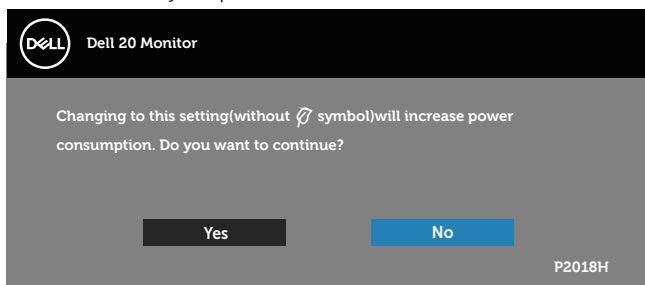 DELL
Dell 20 Monitor
Changing to this setting(without symbol)will increase power
consumption. Do you want to continue?
Yes
No
P2018H